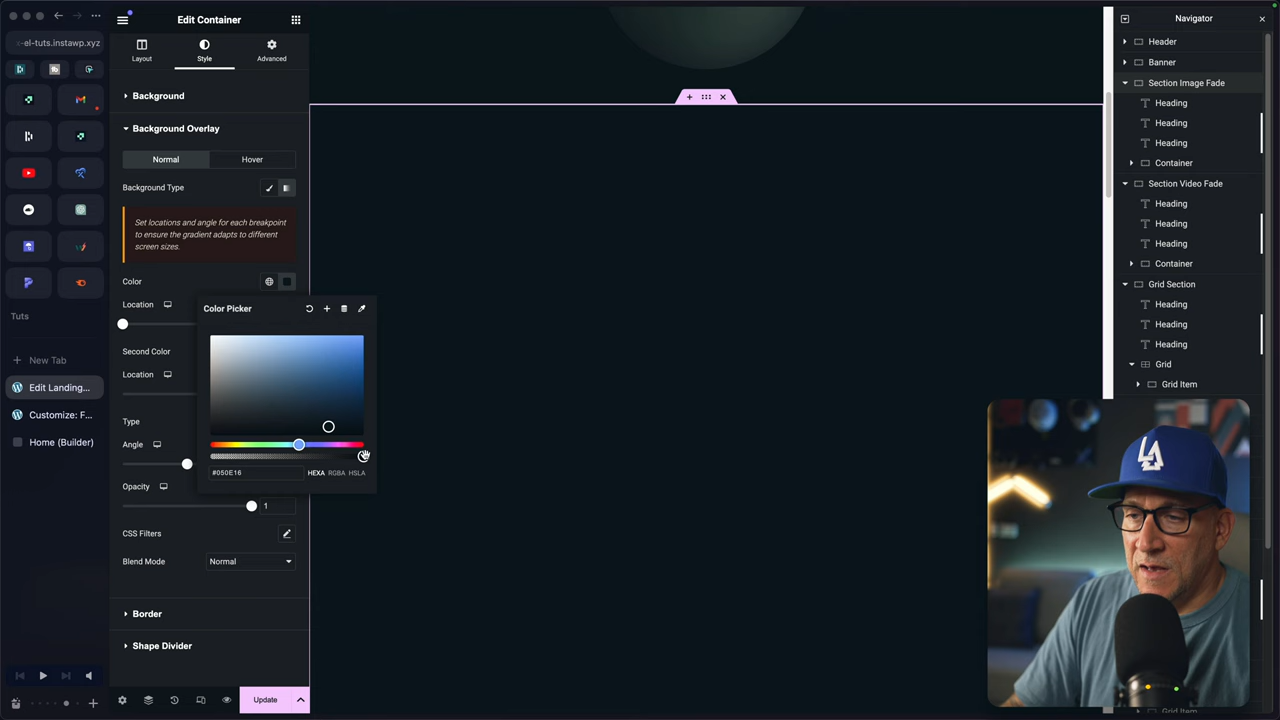 x-el-tuts.instawp.xyz
Tuts
New Tab
Edit Landing...
Customize: F...
Home (Builder)
Edit Container
Layout
Style
Advanced
Background
Background Overlay
Normal
Hover
Background Type
Set locations and angle for each breakpoint
to ensure the gradient adapts to different
screen sizes.
Color
Location
Second Color
Location
Type
Angle
Opacity
1
CSS Filters
Blend Mode
Normal
Border
Shape Divider
Update
Color Picker
#050E16
HEXA
RGBA
HSLA
Navigator
Header
Banner
Section Image Fade
Heading
Heading
Heading
Container
Section Video Fade
Heading
Heading
Heading
Container
Grid Section
Heading
Heading
Heading
Grid
Grid Item
LA
Grid Item